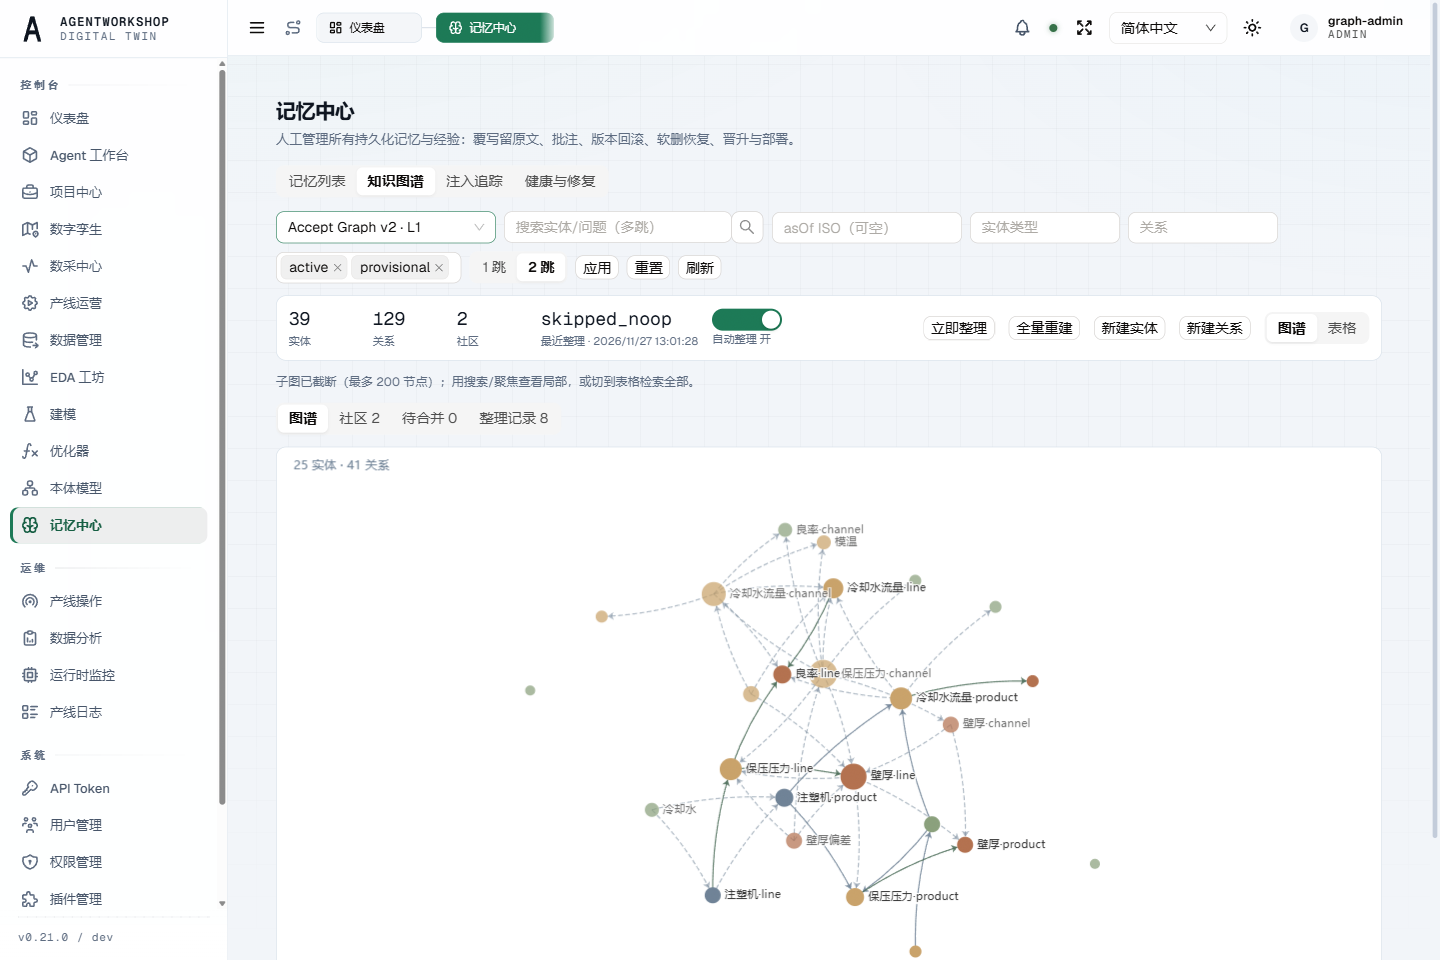 AGENTWORKSHOP
DIGITAL TWIN
控制台
仪表盘
Agent 工作台
项目中心
数字孪生
数采中心
产线运营
数据管理
EDA 工坊
建模
优化器
本体模型
记忆中心
运维
产线操作
数据分析
运行时监控
产线日志
系统
API Token
用户管理
权限管理
插件管理
v0.21.0 / dev
仪表盘
记忆中心
简体中文
G
graph-admin
ADMIN
记忆中心
人工管理所有持久化记忆与经验：覆写留原文、批注、版本回滚、软删恢复、晋升与部署。
记忆列表 知识图谱 注入追踪 健康与修复
Accept Graph v2 · L1
搜索实体/问题（多跳）
asOf ISO（可空）
实体类型
关系
active × provisional ×
1 跳 2 跳 应用 重置 刷新
39 129 2 skipped_noop
实体 关系 社区 最近整理 · 2026/11/27 13:01:28 自动整理 开
立即整理 全量重建 新建实体 新建关系 图谱 表格
子图已截断（最多 200 节点）；用搜索/聚焦查看局部，或切到表格检索全部。
图谱 社区 2 待合并 0 整理记录 8
25 实体 · 41 关系
良率·channel
模温
冷却水流量·channel
冷却水流量·line
良率·line
保压压力·channel
冷却水流量·product
壁厚·channel
保压压力·line
壁厚·line
注塑机·product
冷却水
壁厚偏差
壁厚·product
注塑机·line
保压压力·product